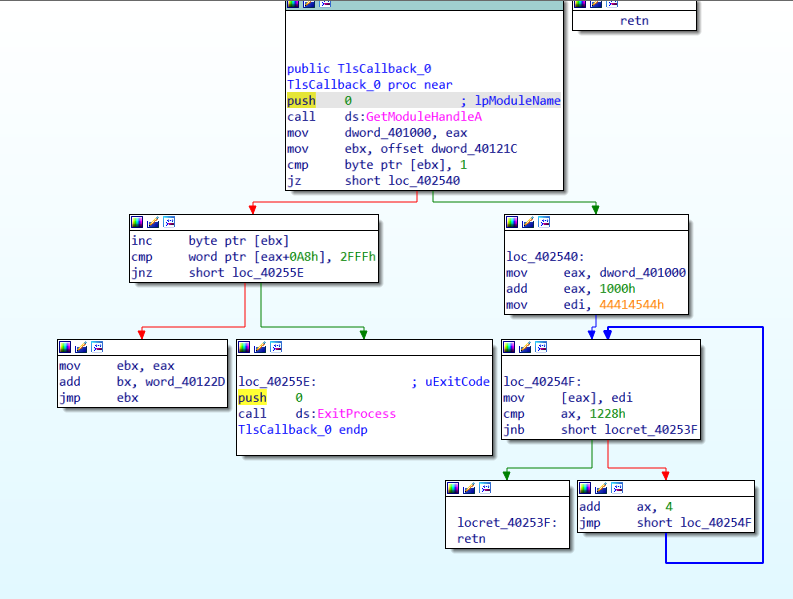 retn
public TlsCallback_0
TlsCallback_0 proc near
push 0 ; lpModuleName
call ds:GetModuleHandleA
mov dword_401000, eax
mov ebx, offset dword_40121C
cmp byte ptr [ebx], 1
jz short loc_402540
inc byte ptr [ebx]
cmp word ptr [eax+0A8h], 2FFFh
jnz short loc_40255E
loc_402540:
mov eax, dword_401000
add eax, 1000h
mov edi, 44414544h
mov ebx, eax
add bx, word_40122D
jmp ebx
loc_40255E: ; uExitCode
push 0
call ds:ExitProcess
TlsCallback_0 endp
loc_40254F:
mov [eax], edi
cmp ax, 1228h
jnb short locret_40253F
locret_40253F:
retn
add ax, 4
jmp short loc_40254F